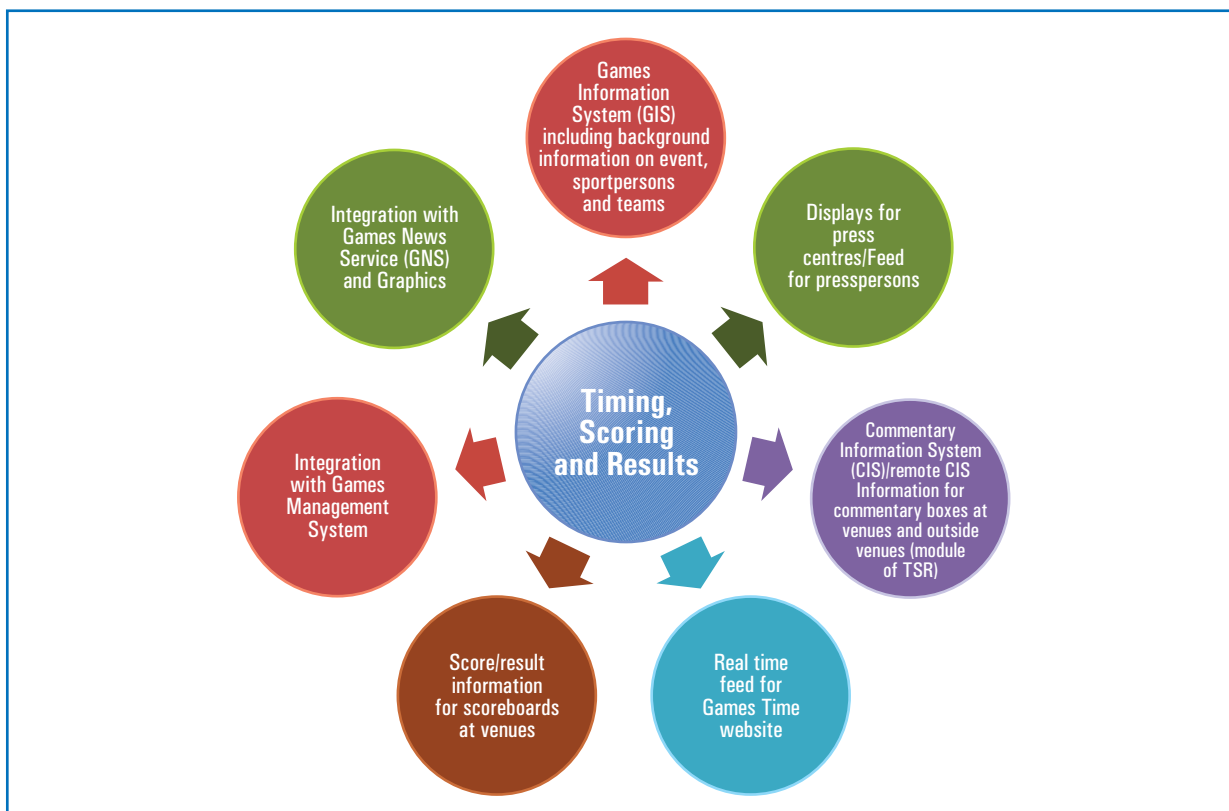 Games
Information
System (GIS)
including background
information on event,
sportpersons
and teams
Displays for
press
centres/Feed
for presspersons
Commentary
Information System
(CIS)/remote CIS
Information for
commentary boxes at
venues and outside
venues (module
of TSR)
Real time
feed for
Games Time
website
Score/result
information
for scoreboards
at venues
Integration
with Games
Management
System
Integration with
Games News
Service (GNS)
and Graphics
Timing,
Scoring
and Results